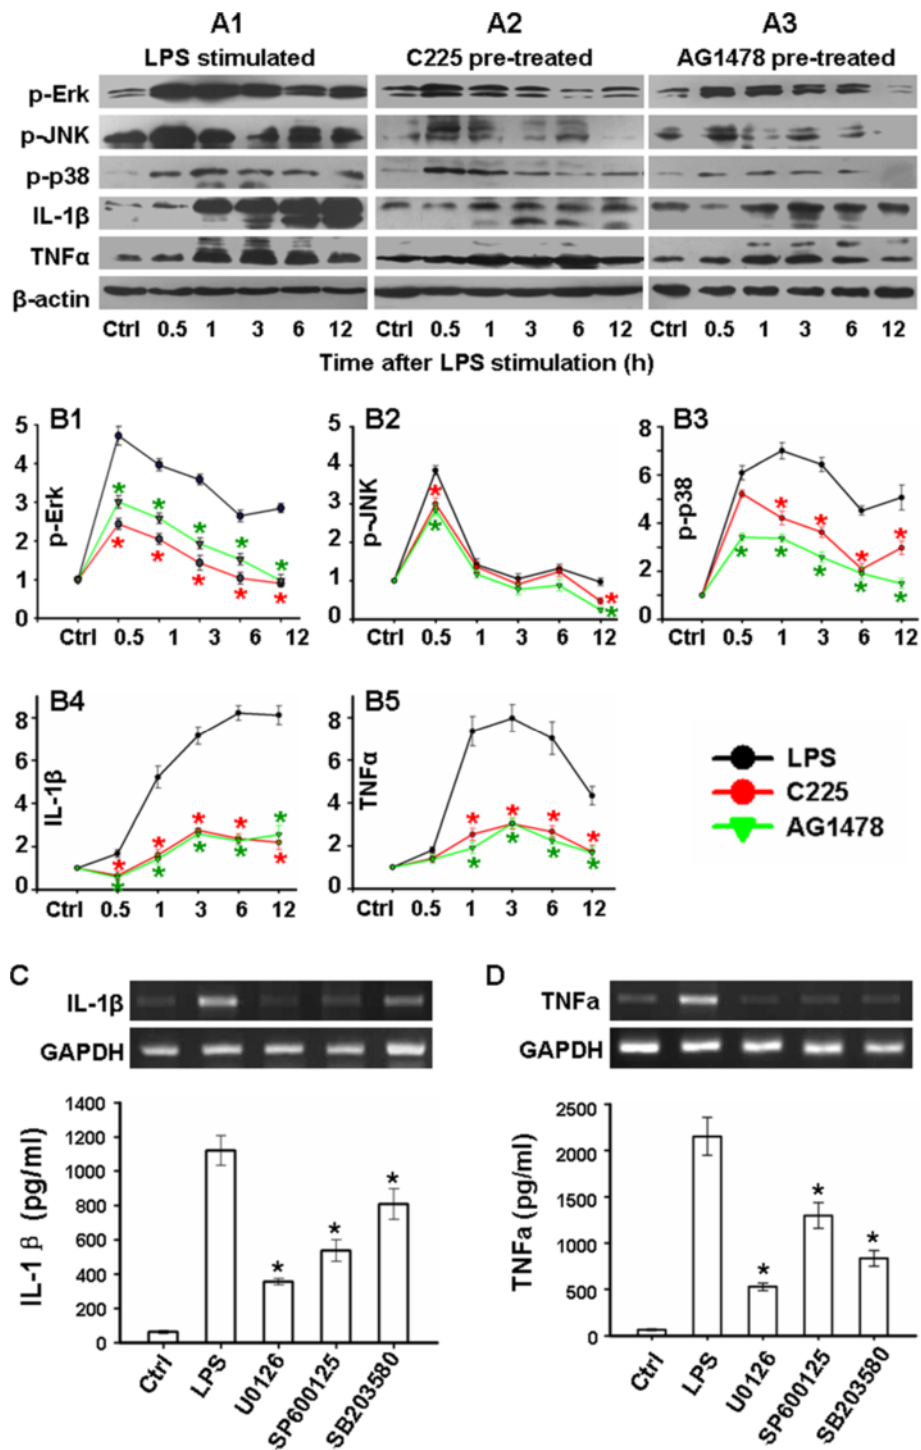 A1 A2 A3
LPS stimulated C225 pre-treated AG1478 pre-treated
p-Erk
p-JNK
p-p38
IL-1β
TNFα
β-actin
Ctrl 0.5 1 3 6 12 Ctrl 0.5 1 3 6 12 Ctrl 0.5 1 3 6 12
Time after LPS stimulation (h)
B1
p-Erk
5
4
3
2
1
0
* * * * *
* * * * *
Ctrl 0.5 1 3 6 12
B2
p-JNK
5
4
3
2
1
0
* *
* *
Ctrl 0.5 1 3 6 12
B3
p-p38
8
6
4
2
0
* * * *
* * * * *
Ctrl 0.5 1 3 6 12
B4
IL-1β
8
6
4
2
0
* * * * *
* * * * *
Ctrl 0.5 1 3 6 12
B5
TNFα
8
6
4
2
0
* * * *
* * * *
Ctrl 0.5 1 3 6 12
LPS
C225
AG1478
C
IL-1β
GAPDH
IL-1 β (pg/ml)
1400
1200
1000
800
600
400
200
0
* * *
Ctrl LPS U0126 SP600125 SB203580
D
TNFa
GAPDH
TNFa (pg/ml)
2500
2000
1500
1000
500
0
* * *
Ctrl LPS U0126 SP600125 SB203580